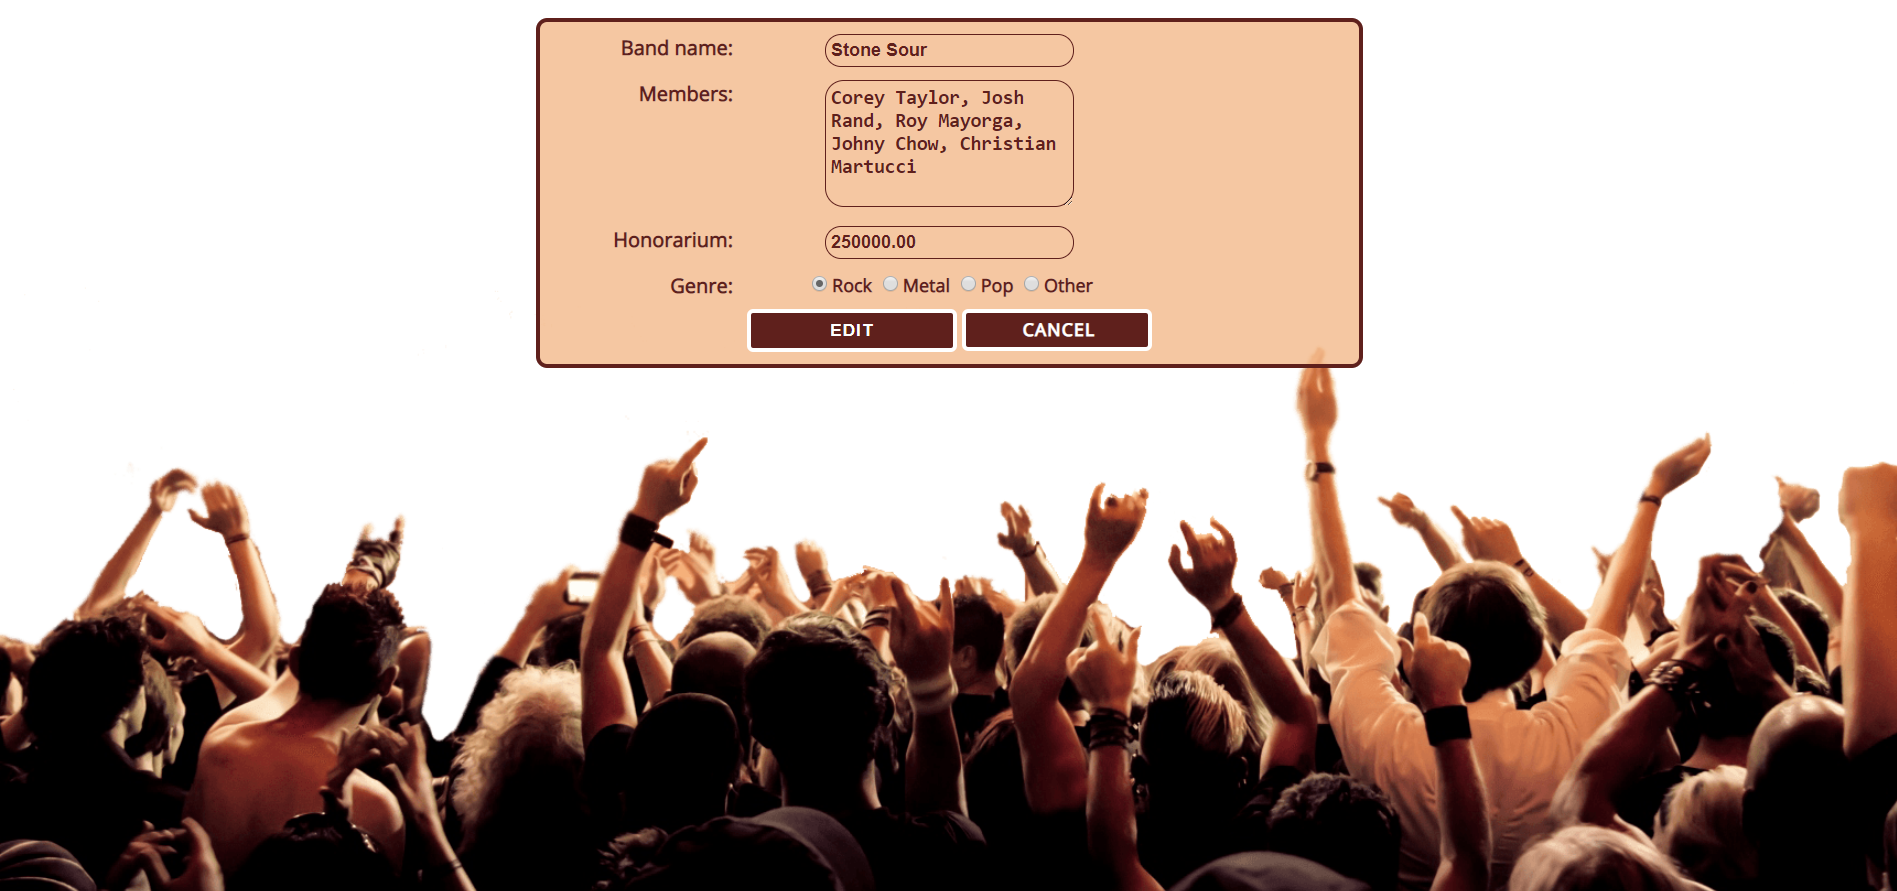 Band name: Stone Sour
Members: Corey Taylor, Josh
Rand, Roy Mayorga,
Johny Chow, Christian
Martucci
Honorarium: 250000.00
Genre: Rock Metal Pop Other
EDIT CANCEL